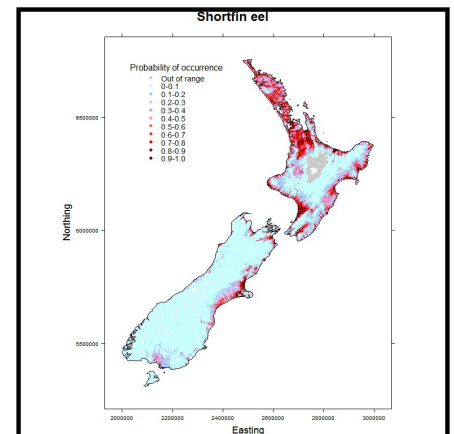 Shortfin eel
Probability of occurrence
Out of range
0-0.1
0.1-0.2
0.2-0.3
0.3-0.4
0.4-0.5
0.5-0.6
0.6-0.7
0.7-0.8
0.8-0.9
0.9-1.0
6500000
6000000
5500000
Northing
2000000 2200000 2400000 2600000 2800000 3000000
Easting